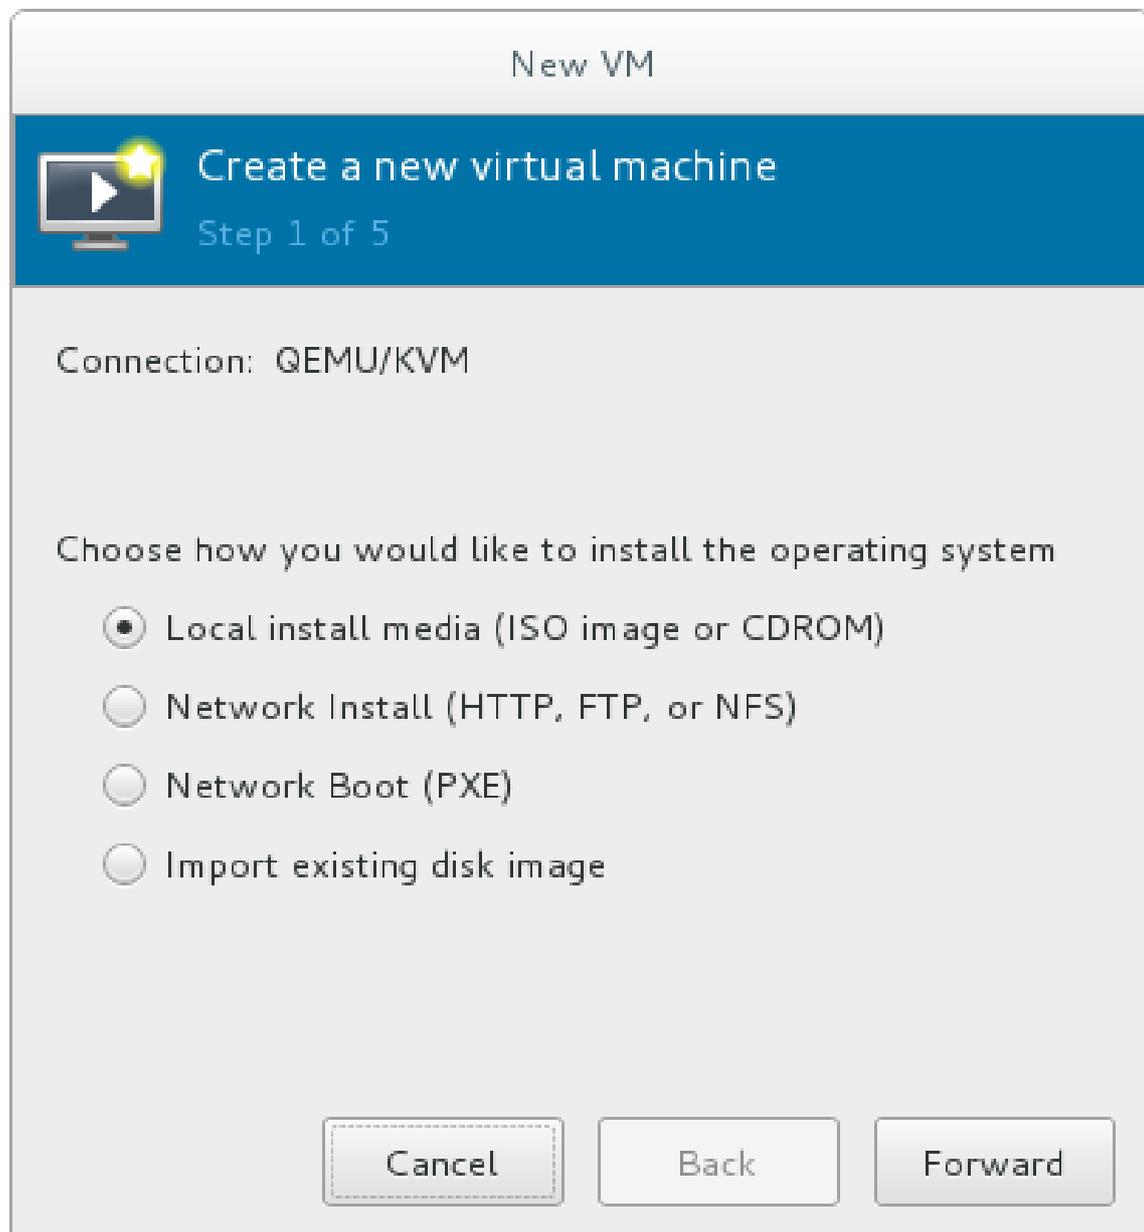 New VM
Create a new virtual machine
Step 1 of 5
Connection: QEMU/KVM
Choose how you would like to install the operating system
Local install media (ISO image or CDROM)
Network Install (HTTP, FTP, or NFS)
Network Boot (PXE)
Import existing disk image
Cancel Back Forward